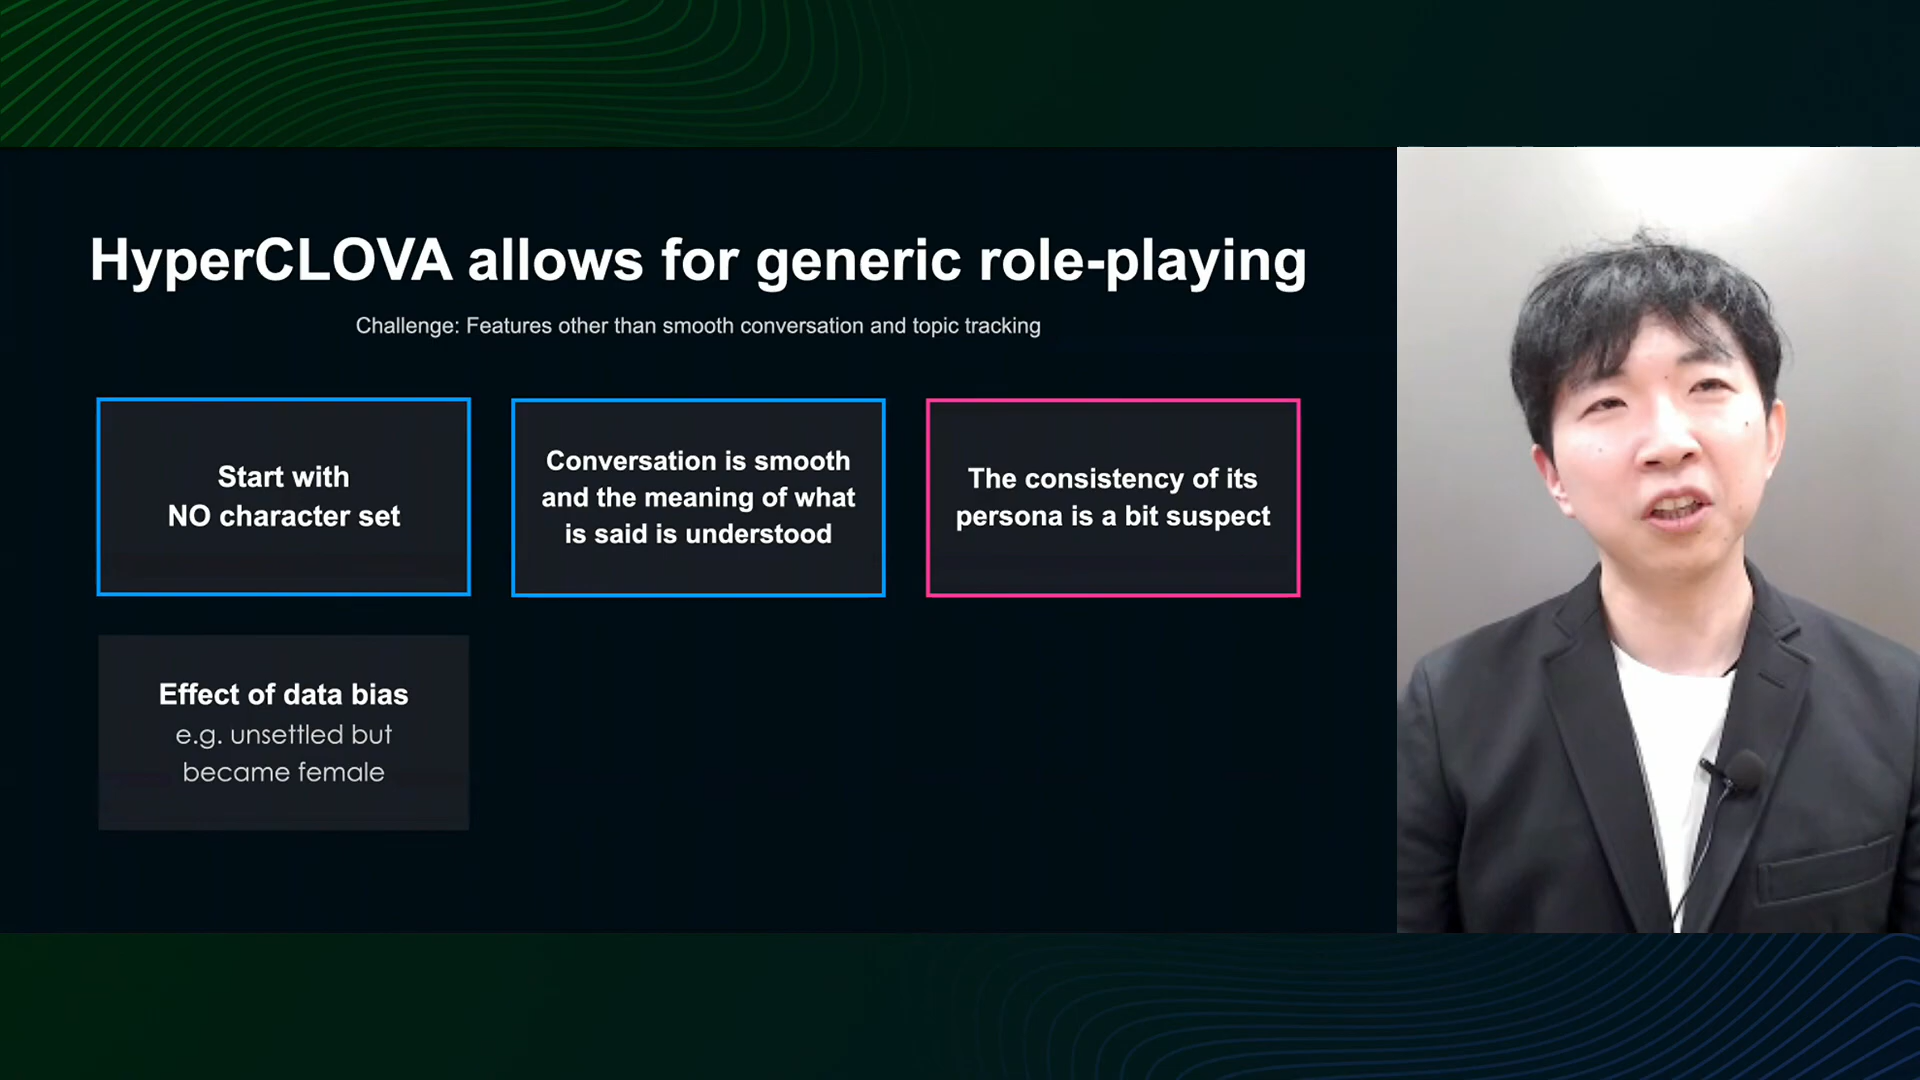 HyperCLOVA allows for generic role-playing
Challenge: Features other than smooth conversation and topic tracking
Start with
NO character set
Conversation is smooth
and the meaning of what
is said is understood
The consistency of its
persona is a bit suspect
Effect of data bias
e.g. unsettled but
became female